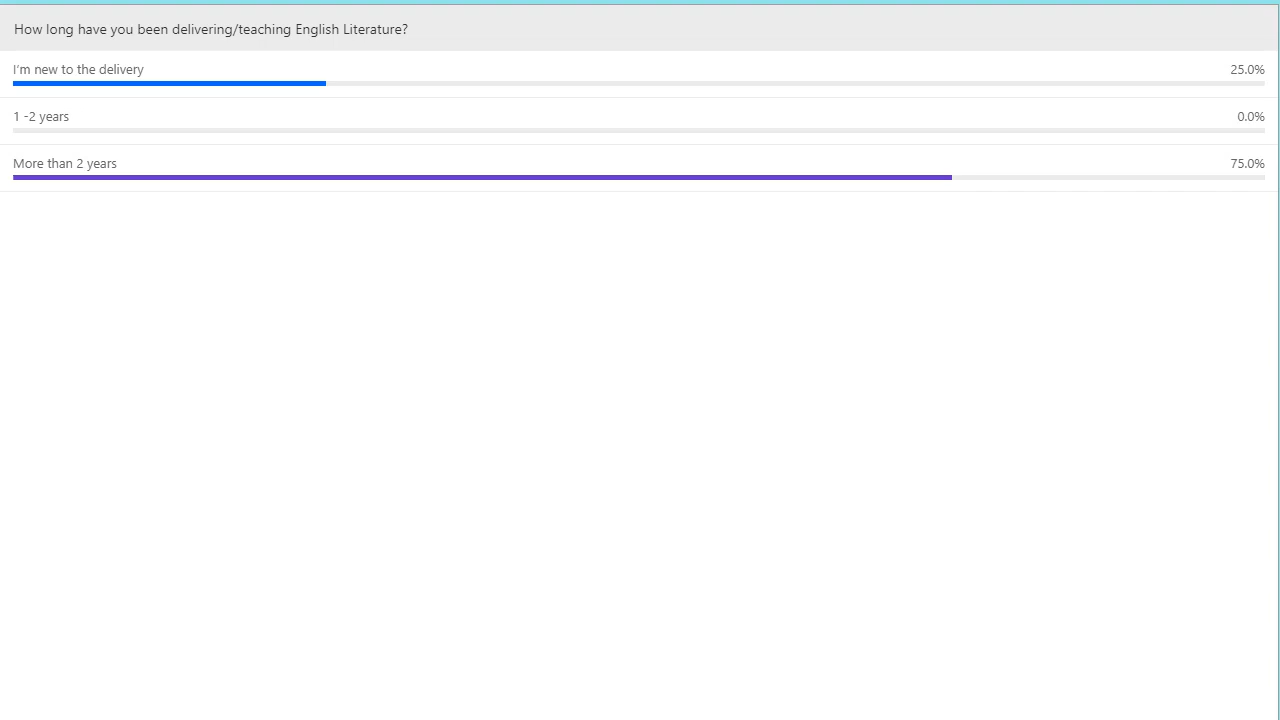 How long have you been delivering/teaching English Literature?
I'm new to the delivery 25.0%
1 -2 years 0.0%
More than 2 years 75.0%